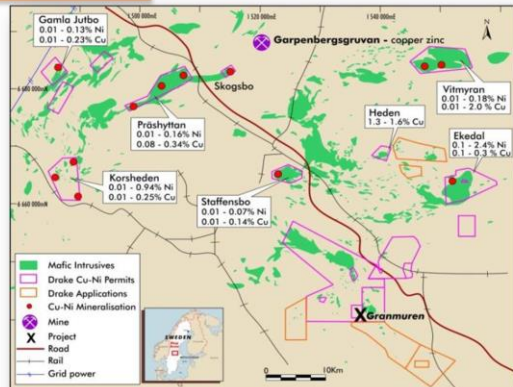 1 500 000
1 520 000
1 540 000
Gamla Jutbo
0.01 - 0.13% Ni
0.01 - 0.23% Cu
Garpenbergsgruvan - copper zinc
N
6 680 000
Skogsbo
Präshyttan
0.01 - 0.16% Ni
0.08 - 0.34% Cu
Vitmyran
0.01 - 0.18% Ni
0.01 - 2.0 % Cu
Heden
1.3 - 1.6% Cu
Ekedal
0.1 - 2.4% Ni
0.1 - 0.3 % Cu
Korsheden
0.01 - 0.94% Ni
0.01 - 0.25% Cu
Staffensbo
0.01 - 0.07% Ni
0.01 - 0.14% Cu
6 660 000
Mafic Intrusives
Drake Cu-Ni Permits
Drake Applications
Cu-Ni Mineralisation
Mine
X Project
Road
Rail
Grid power
SWEDEN
X Granmuren
0 10Km